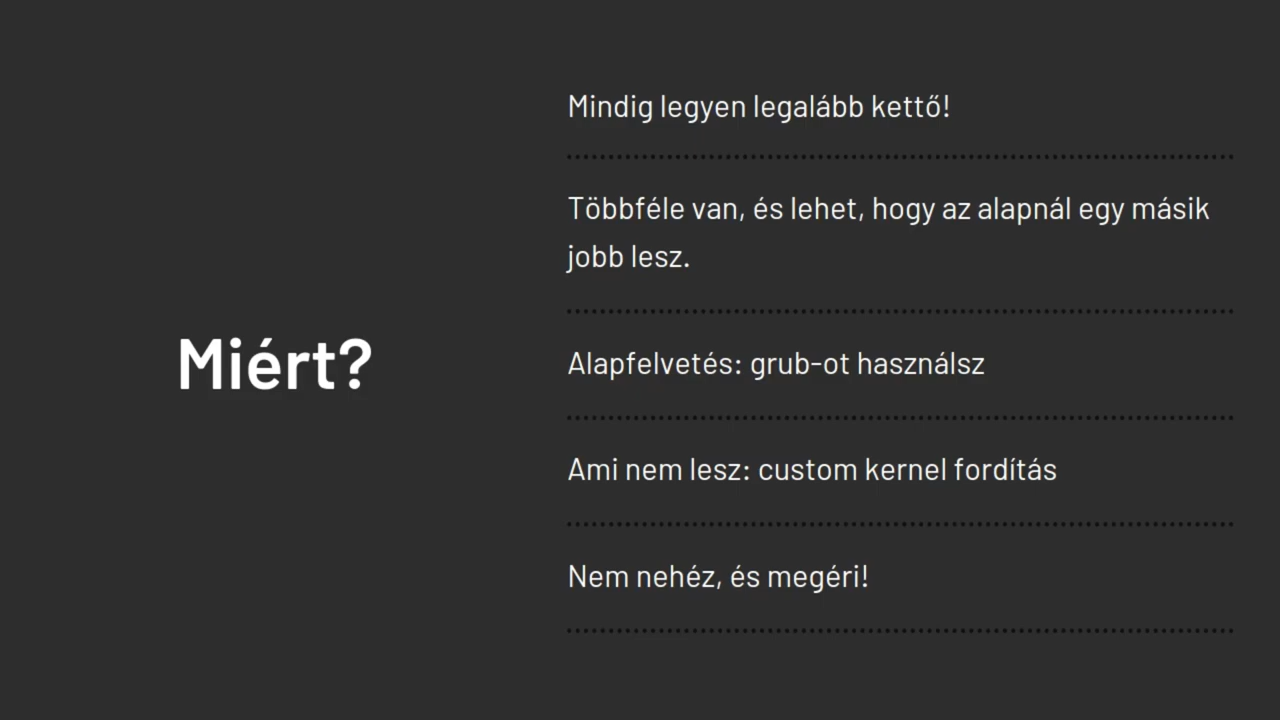 Miért?
Mindig legyen legalább kettő!
Többféle van, és lehet, hogy az alapnál egy másik
jobb lesz.
Alapfelvetés: grub-ot használsz
Ami nem lesz: custom kernel fordítás
Nem nehéz, és megéri!